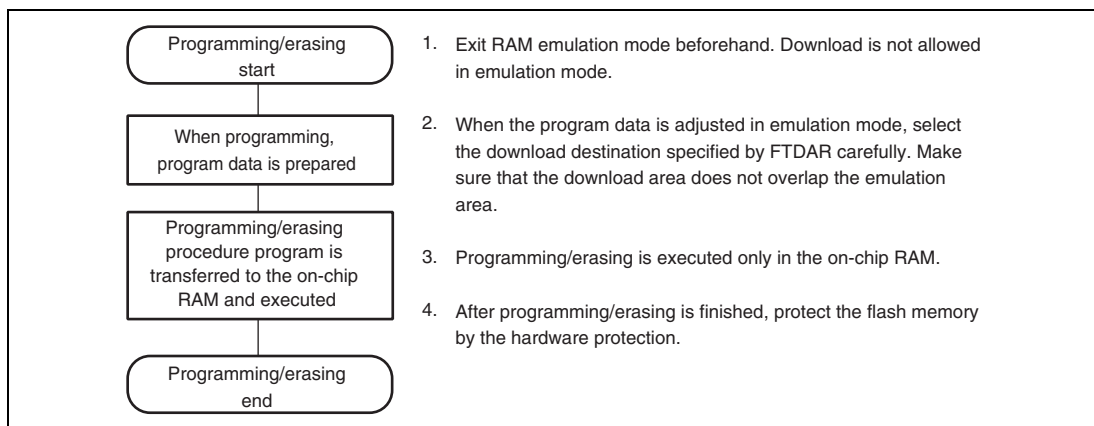 Programming/erasing
start
When programming,
program data is prepared
Programming/erasing
procedure program is
transferred to the on-chip
RAM and executed
Programming/erasing
end
1. Exit RAM emulation mode beforehand. Download is not allowed
in emulation mode.
2. When the program data is adjusted in emulation mode, select
the download destination specified by FTDAR carefully. Make
sure that the download area does not overlap the emulation
area.
3. Programming/erasing is executed only in the on-chip RAM.
4. After programming/erasing is finished, protect the flash memory
by the hardware protection.